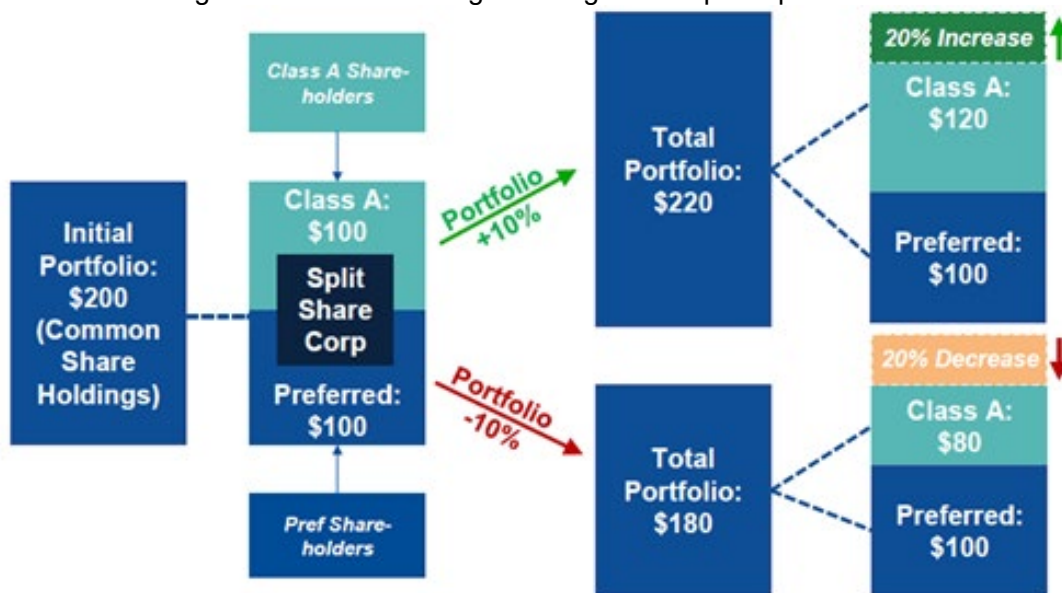 Class A Share-
holders
Initial
Portfolio:
$200
(Common
Share
Holdings)
Class A:
$100
Split
Share
Corp
Preferred:
$100
Pref Share-
holders
Portfolio
+10%
Portfolio
-10%
Total
Portfolio:
$220
20% Increase
Class A:
$120
Preferred:
$100
Total
Portfolio:
$180
20% Decrease
Class A:
$80
Preferred:
$100